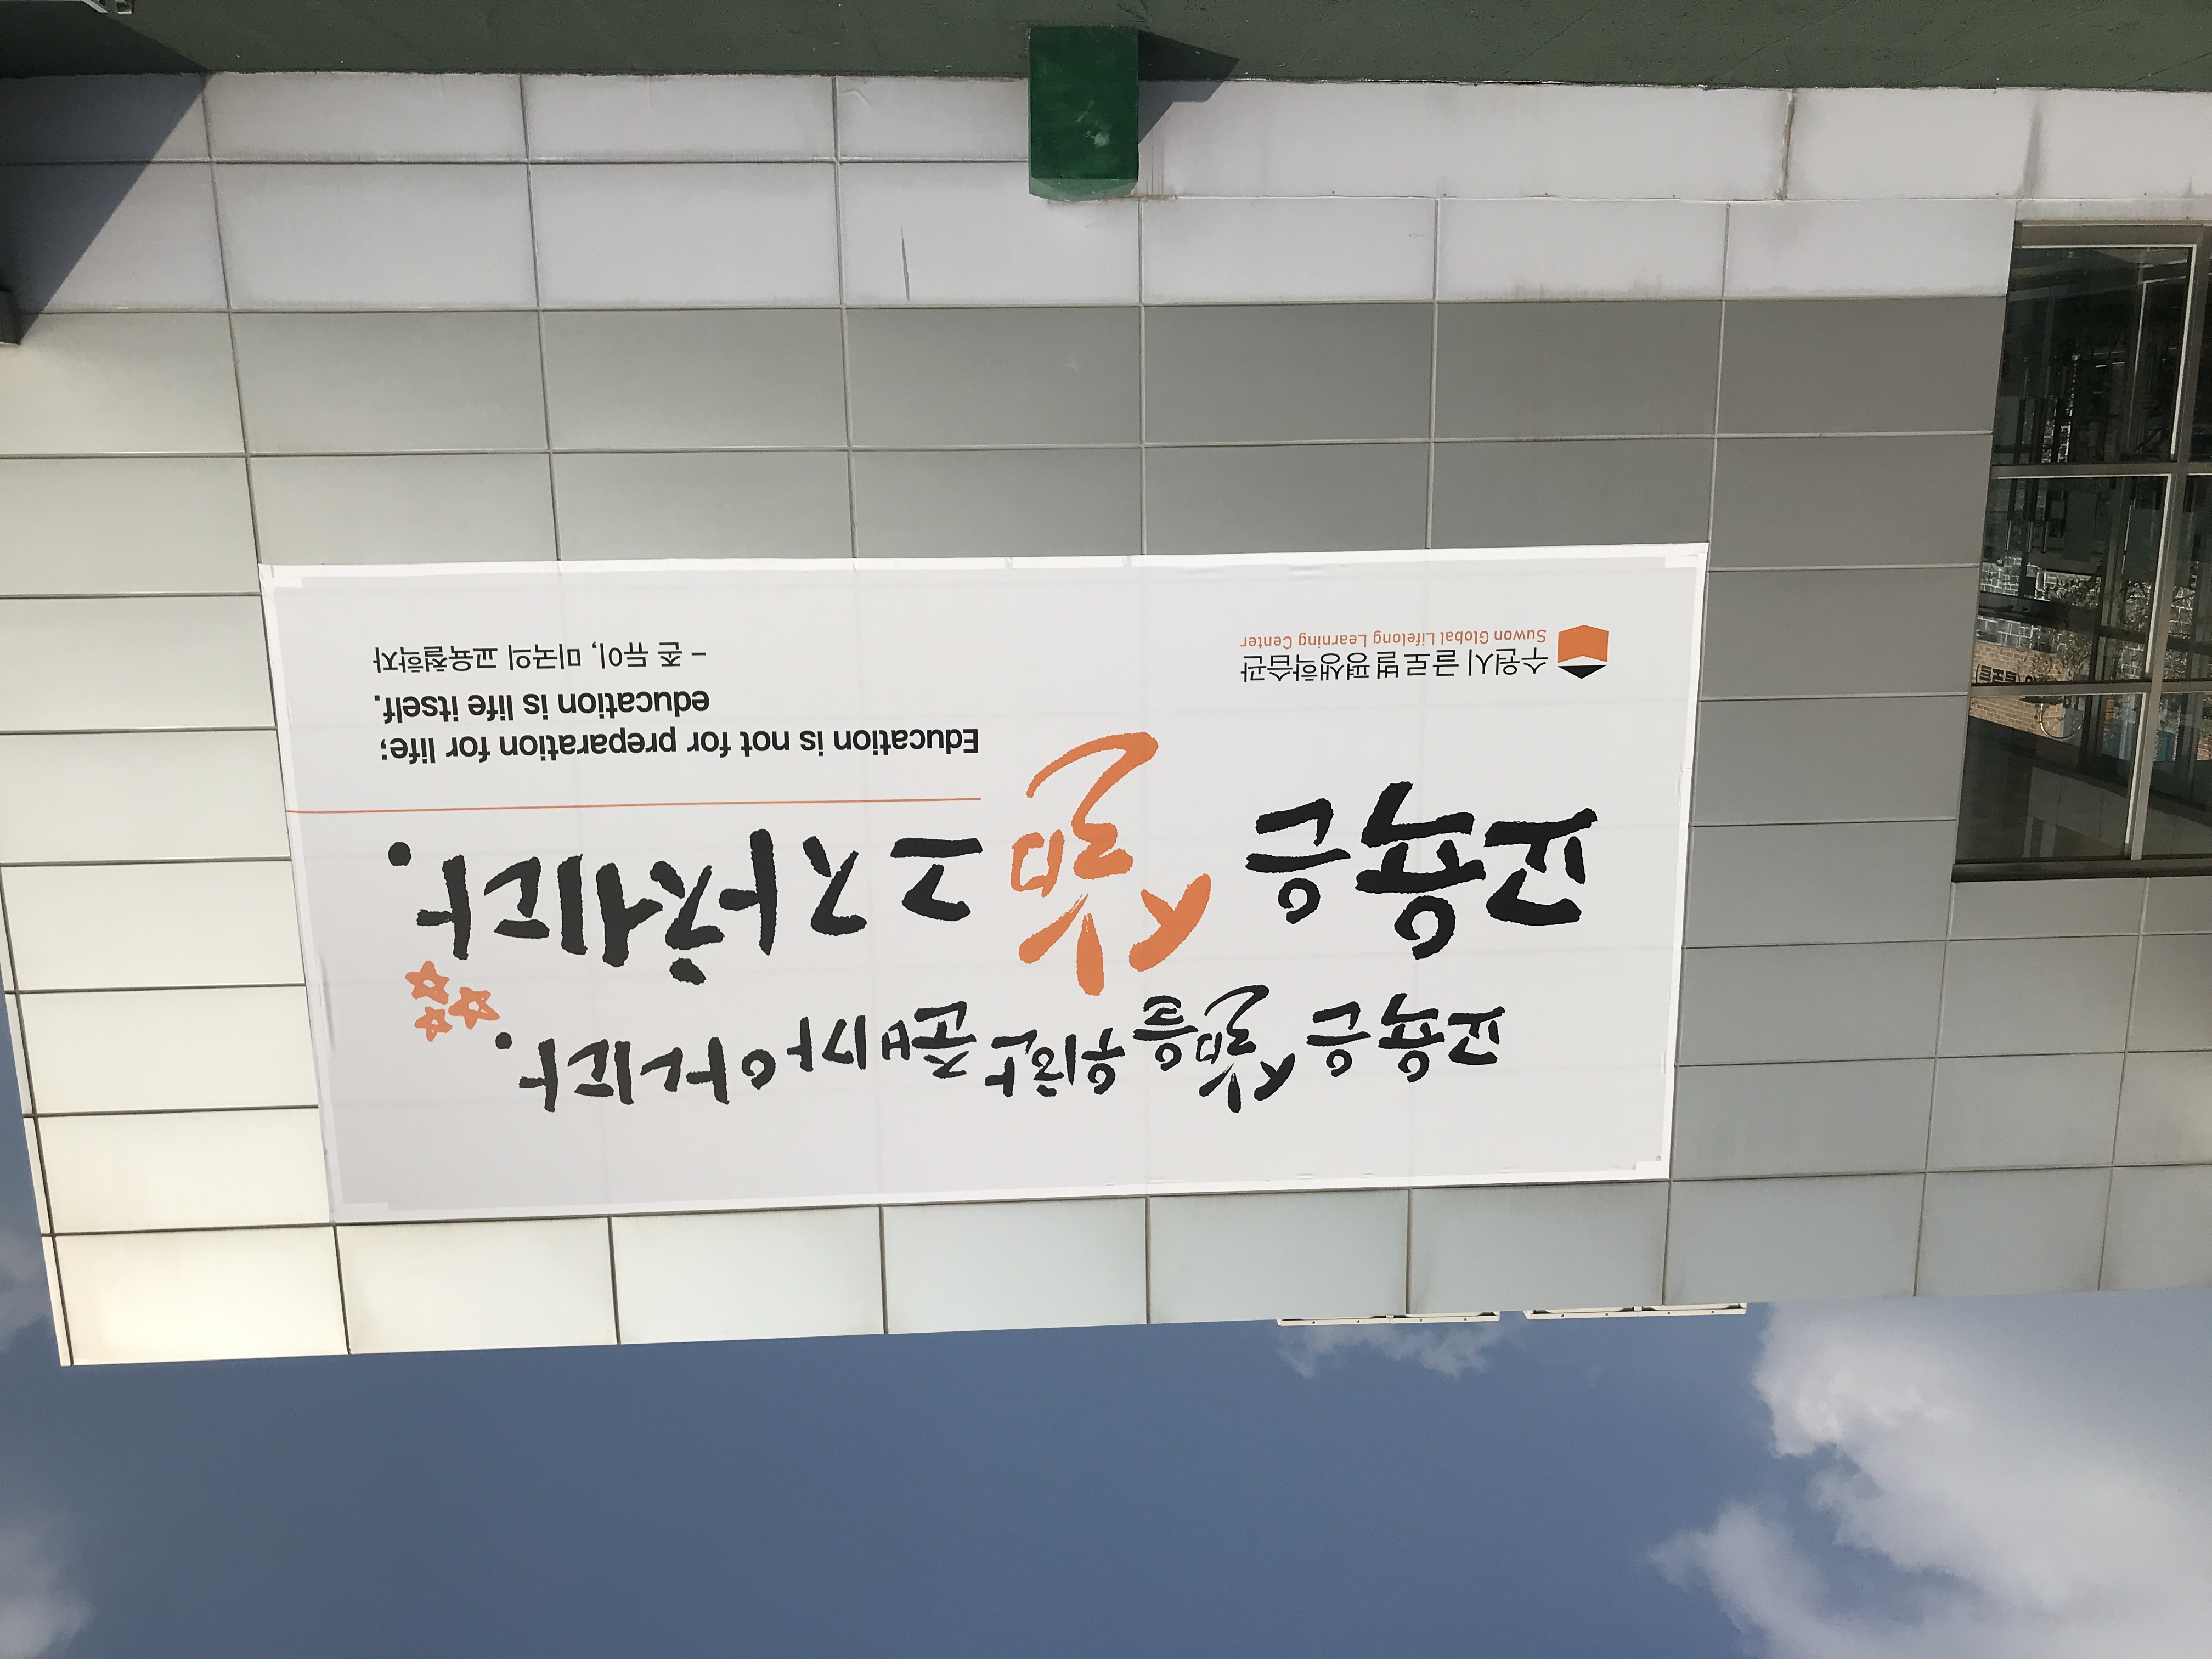 교육은 삶을 위한 준비가 아니다.
교육은 삶 그 자체이다.
Education is not for preparation for life;
education is life itself.
- 존 듀이, 미국의 교육철학자
수원시 글로벌 평생학습관
Suwon Global Lifelong Learning Center